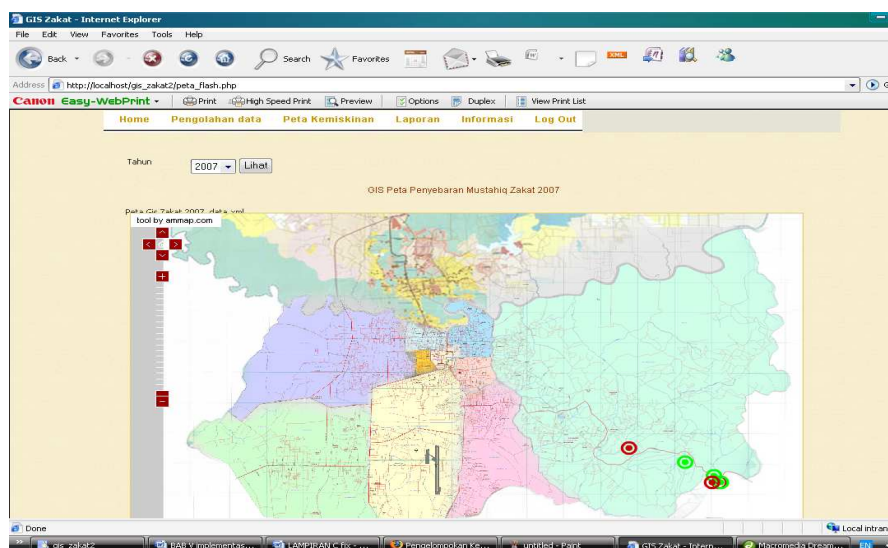 GIS Zakat - Internet Explorer
File Edit View Favorites Tools Help
Back Search Favorites XML
Address http://localhost/gis_zakat2/peta_flash.php G
Canon Easy-WebPrint Print High Speed Print Preview Options Duplex View Print List
Home Pengolahan data Peta Kemiskinan Laporan Informasi Log Out
Tahun 2007 Lihat
GIS Peta Penyebaran Mustahiq Zakat 2007
Peta Gis Zakat 2007 data xml
tool by ammap.com
Done Local intran
gis_zakat2 BAB V implementas... LAMPIRAN C fix - ... Pengelompokan Ke... untitled - Paint GIS Zakat - Intern... Macromedia Dream... EN